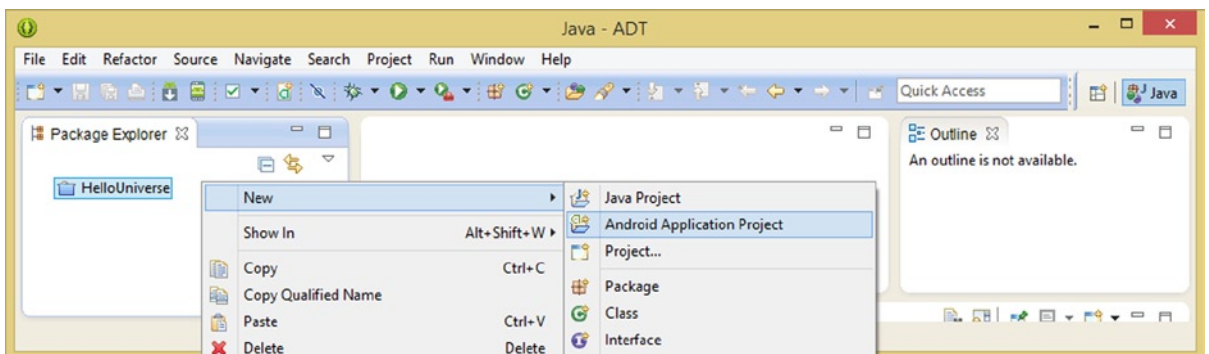 Java - ADT
File Edit Refactor Source Navigate Search Project Run Window Help
Quick Access
Java
Package Explorer
HelloUniverse
Outline
An outline is not available.
New
Show In Alt+Shift+W
Copy Ctrl+C
Copy Qualified Name
Paste Ctrl+V
Delete Delete
Java Project
Android Application Project
Project...
Package
Class
Interface